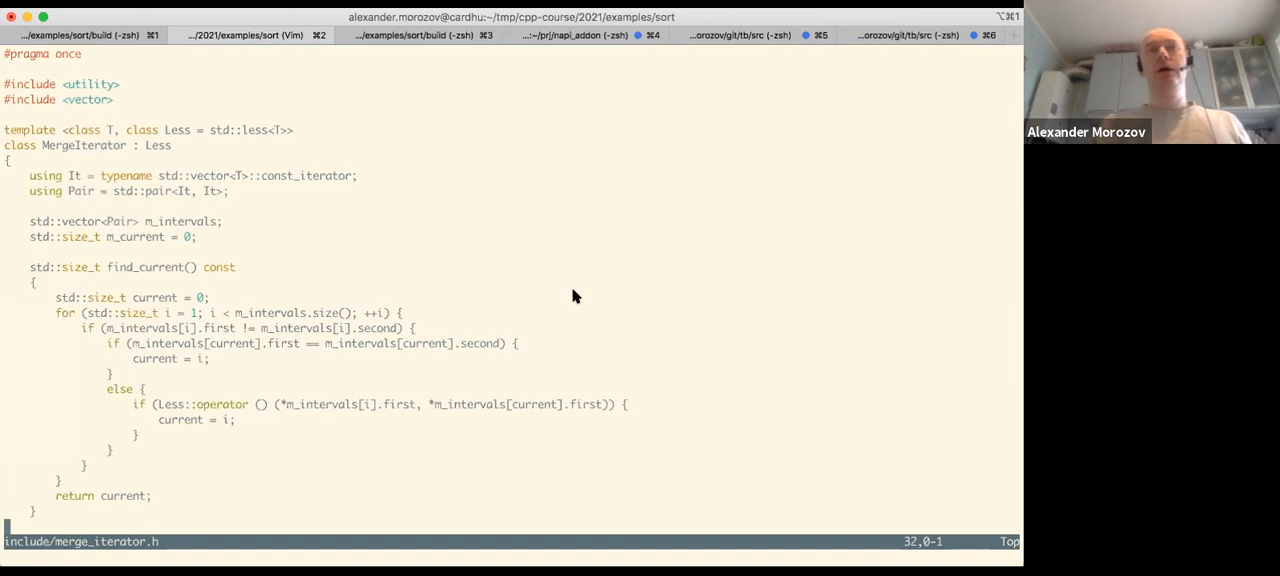 alexander.morozov@cardhu:~/tmp/cpp-course/2021/examples/sort
⌥⌘1
.../examples/sort/build (-zsh) ⌘1
.../2021/examples/sort (Vim) ⌘2
.../examples/sort/build (-zsh) ⌘3
...:~/prj/napi_addon (-zsh) ⌘4
...orozov/git/tb/src (-zsh) ⌘5
...orozov/git/tb/src (-zsh) ⌘6
#pragma once
#include <utility>
#include <vector>
template <class T, class Less = std::less<T>>
class MergeIterator : Less
{
using It = typename std::vector<T>::const_iterator;
using Pair = std::pair<It, It>;
std::vector<Pair> m_intervals;
std::size_t m_current = 0;
std::size_t find_current() const
{
std::size_t current = 0;
for (std::size_t i = 1; i < m_intervals.size(); ++i) {
if (m_intervals[i].first != m_intervals[i].second) {
if (m_intervals[current].first == m_intervals[current].second) {
current = i;
}
else {
if (Less::operator () (*m_intervals[i].first, *m_intervals[current].first)) {
current = i;
}
}
}
}
return current;
}
include/merge_iterator.h 32,0-1 Top
Alexander Morozov